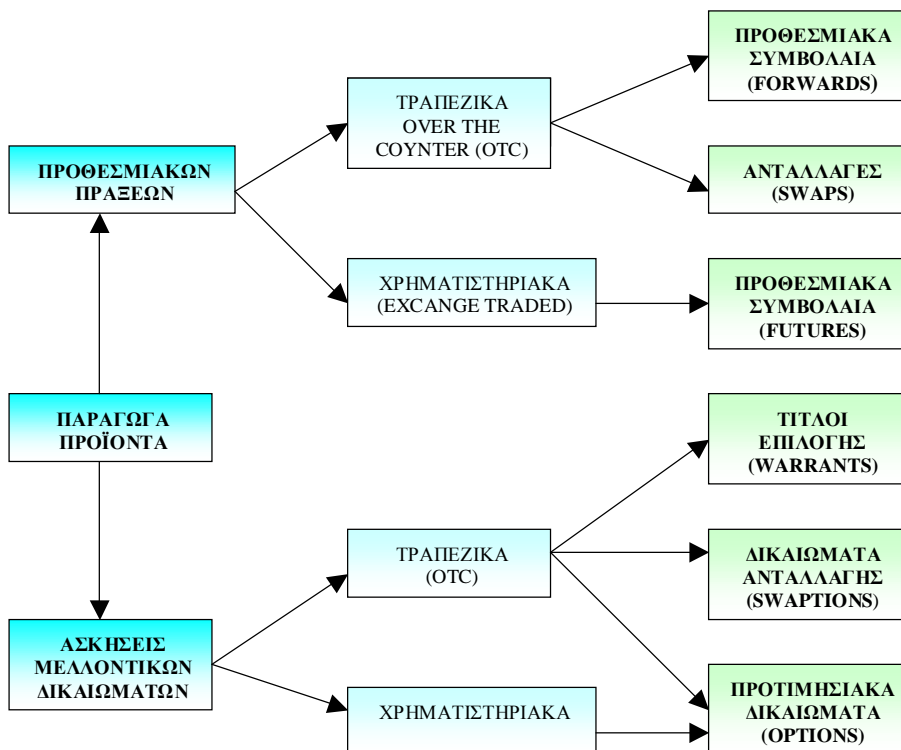 ΠΡΟΘΕΣΜΙΑΚΑ
ΣΥΜΒΟΛΑΙΑ
(FORWARDS)
ΤΡΑΠΕΖΙΚΑ
OVER THE
COYNTER (OTC)
ΠΡΟΘΕΣΜΙΑΚΩΝ
ΠΡΑΞΕΩΝ
ΑΝΤΑΛΛΑΓΕΣ
(SWAPS)
ΧΡΗΜΑΤΙΣΤΗΡΙΑΚΑ
(EXCANGE TRADED)
ΠΡΟΘΕΣΜΙΑΚΑ
ΣΥΜΒΟΛΑΙΑ
(FUTURES)
ΠΑΡΑΓΩΓΑ
ΠΡΟΪΟΝΤΑ
ΤΙΤΛΟΙ
ΕΠΙΛΟΓΗΣ
(WARRANTS)
ΤΡΑΠΕΖΙΚΑ
(OTC)
ΔΙΚΑΙΩΜΑΤΑ
ΑΝΤΑΛΛΑΓΗΣ
(SWAPTIONS)
ΑΣΚΗΣΕΙΣ
ΜΕΛΛΟΝΤΙΚΩΝ
ΔΙΚΑΙΩΜΑΤΩΝ
ΧΡΗΜΑΤΙΣΤΗΡΙΑΚΑ
ΠΡΟΤΙΜΗΣΙΑΚΑ
ΔΙΚΑΙΩΜΑΤΑ
(OPTIONS)